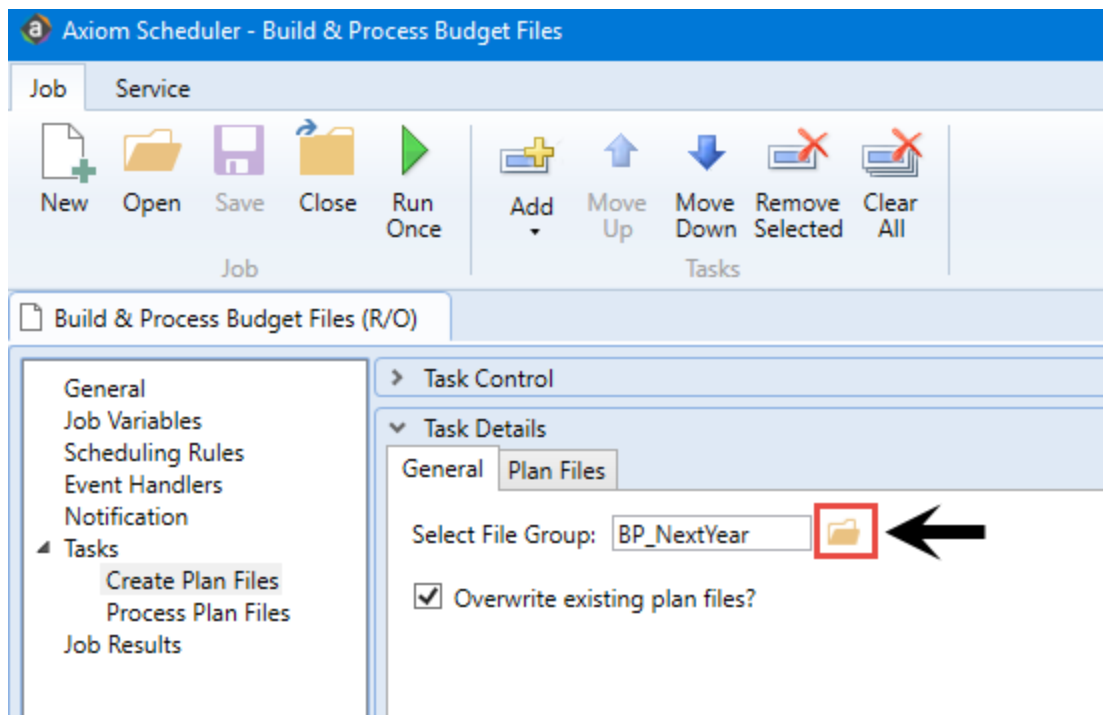 Axiom Scheduler - Build & Process Budget Files
Job Service
New Open Save Close Run Once Add Move Up Move Down Remove Selected Clear All
Job Tasks
Build & Process Budget Files (R/O)
General
Job Variables
Scheduling Rules
Event Handlers
Notification
Tasks
Create Plan Files
Process Plan Files
Job Results
Task Control
Task Details
General Plan Files
Select File Group: BP_NextYear
Overwrite existing plan files?